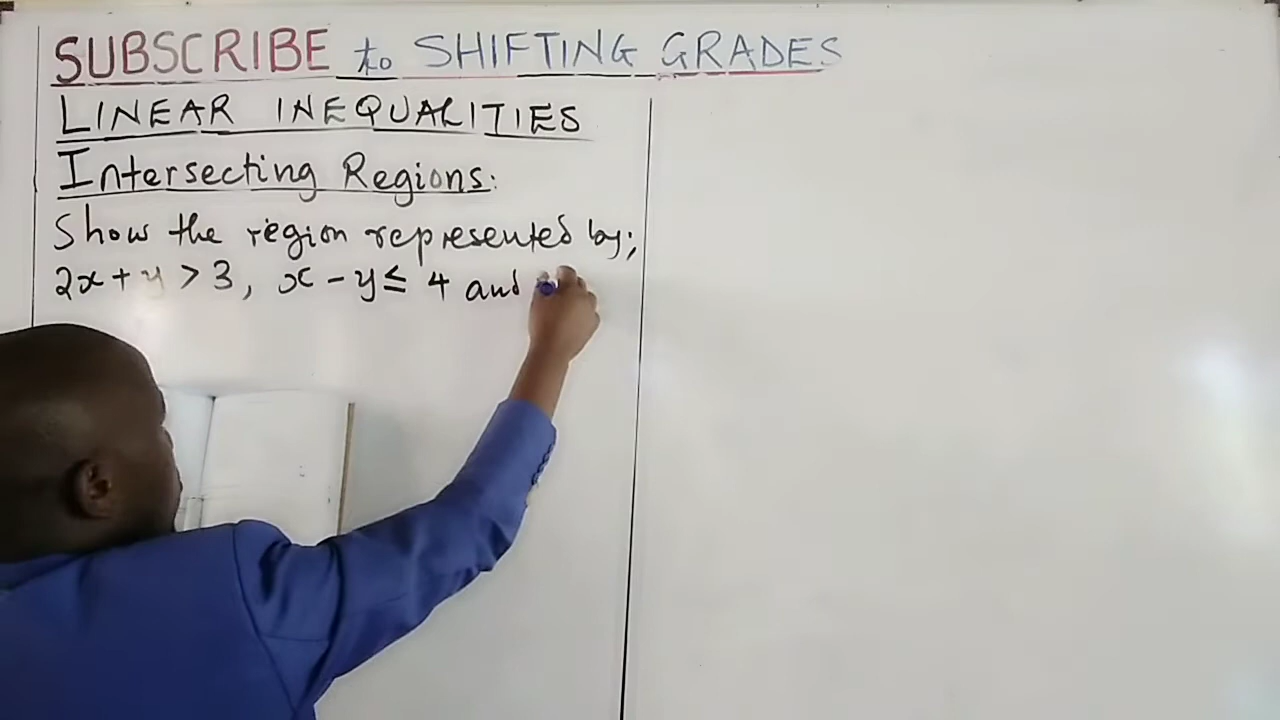 SUBSCRIBE to SHIFTING GRADES
LINEAR INEQUALITIES
Intersecting Regions:
Show the region represented by;
2x + y > 3, x - y ≤ 4 and